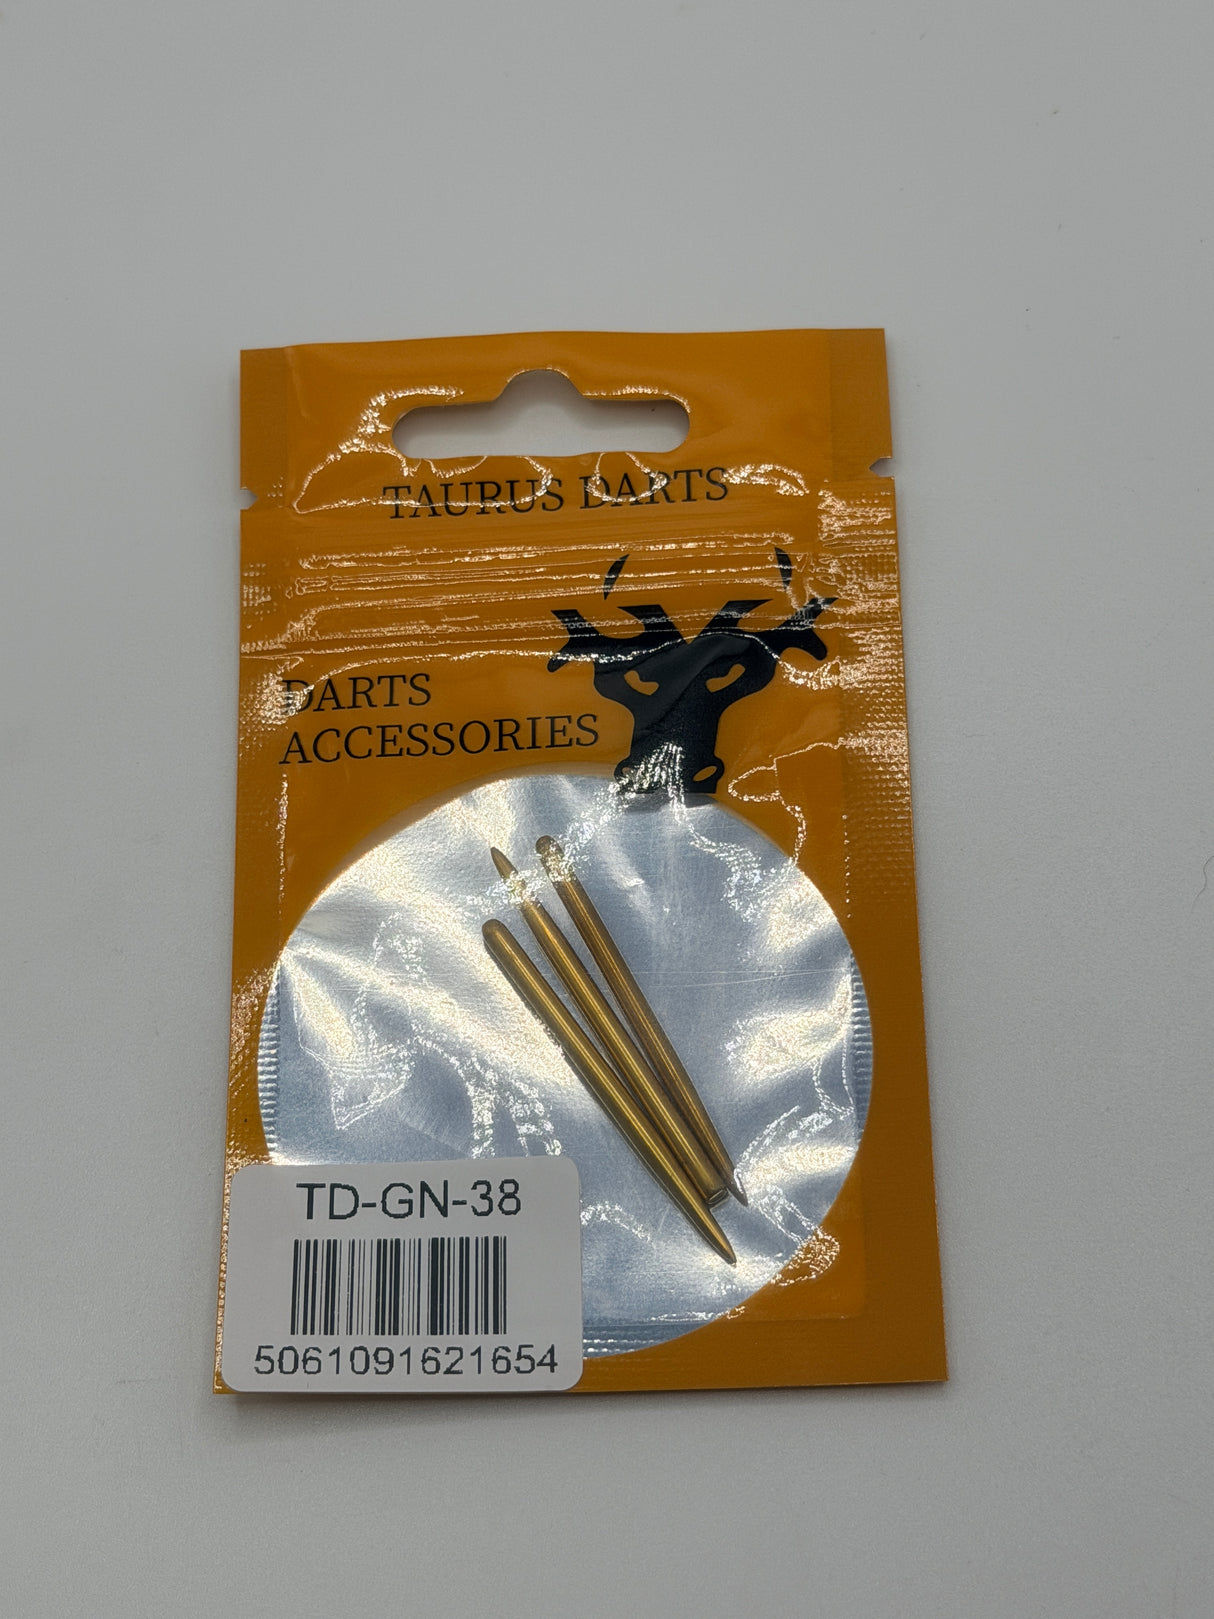 TAURUS DARTS
DARTS
ACCESSORIES
TD-GN-38
5061091621654